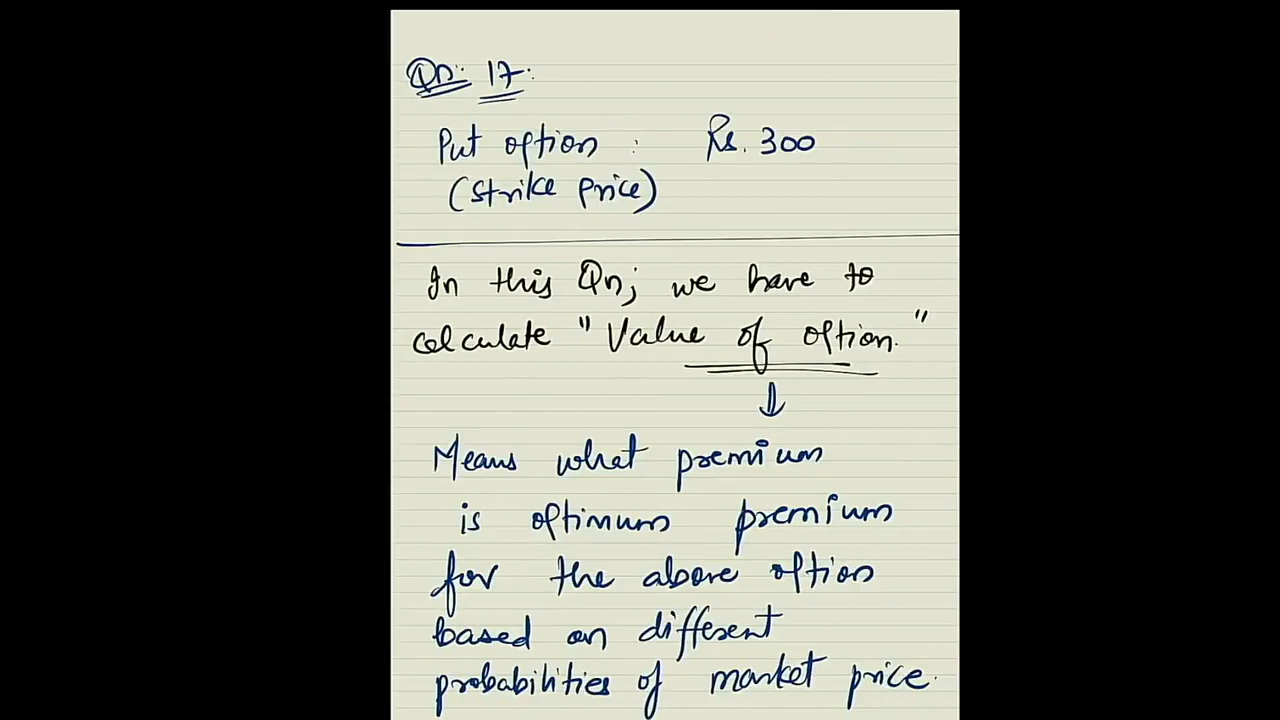 Qn: 17:
Put option : Rs. 300
(Strike price)
In this Qn; we have to
calculate "Value of option."
Means what premium
is optimum premium
for the above option
based on different
probabilities of market price.